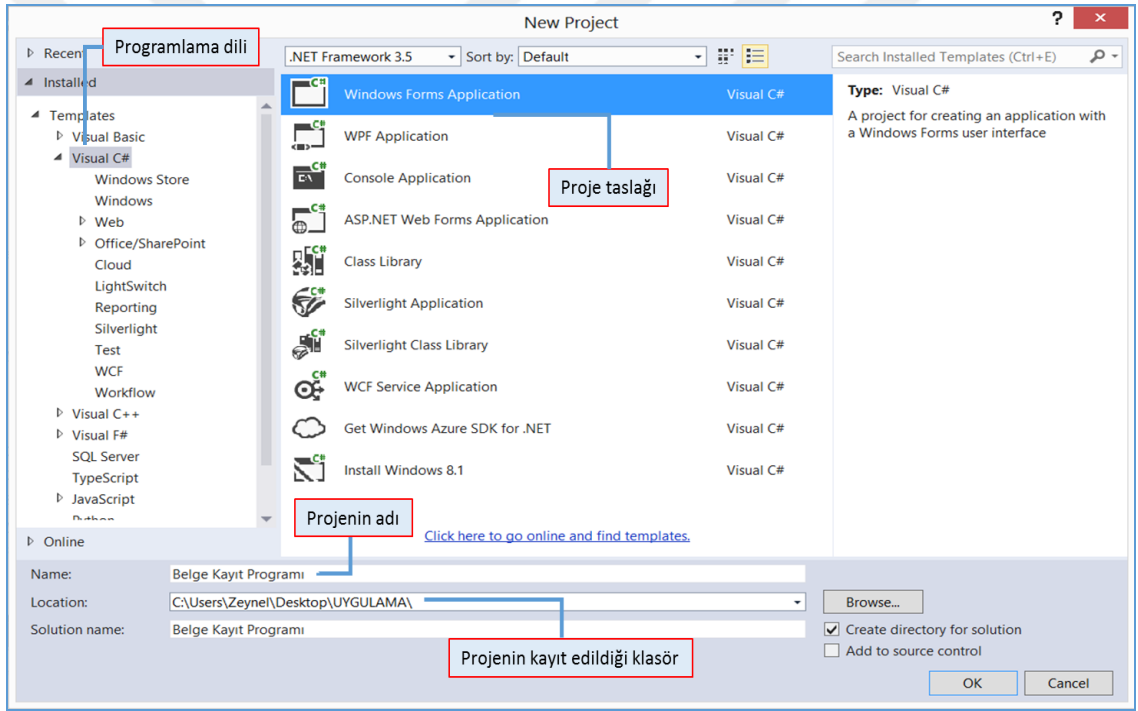 New Project
?
Recent
Programlama dili
.NET Framework 3.5
Sort by: Default
Search Installed Templates (Ctrl+E)
Installed
Templates
Visual Basic
Visual C#
Windows Store
Windows
Web
Office/SharePoint
Cloud
LightSwitch
Reporting
Silverlight
Test
WCF
Workflow
Visual C++
Visual F#
SQL Server
TypeScript
JavaScript
Python
Online
Windows Forms Application Visual C#
WPF Application Visual C#
Console Application Visual C#
Proje taslağı
ASP.NET Web Forms Application Visual C#
Class Library Visual C#
Silverlight Application Visual C#
Silverlight Class Library Visual C#
WCF Service Application Visual C#
Get Windows Azure SDK for .NET Visual C#
Install Windows 8.1 Visual C#
Projenin adı
Click here to go online and find templates.
Type: Visual C#
A project for creating an application with
a Windows Forms user interface
Name: Belge Kayıt Programı
Location: C:\Users\Zeynel\Desktop\UYGULAMA\
Browse...
Solution name: Belge Kayıt Programı
Create directory for solution
Projenin kayıt edildiği klasör
Add to source control
OK
Cancel